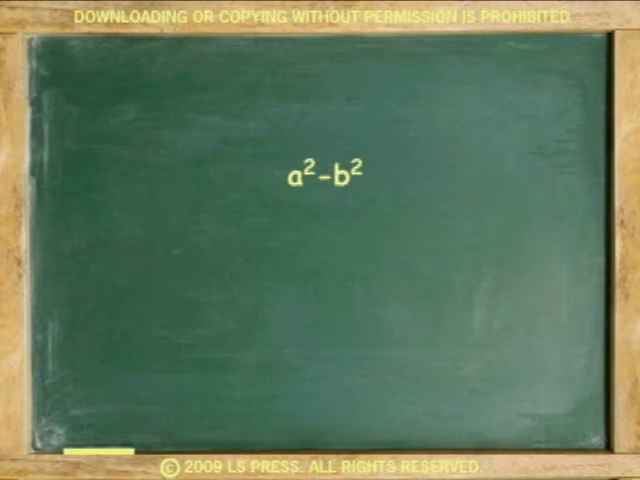 DOWNLOADING OR COPYING WITHOUT PERMISSION IS PROHIBITED
a²-b²
© 2009 LS PRESS. ALL RIGHTS RESERVED.